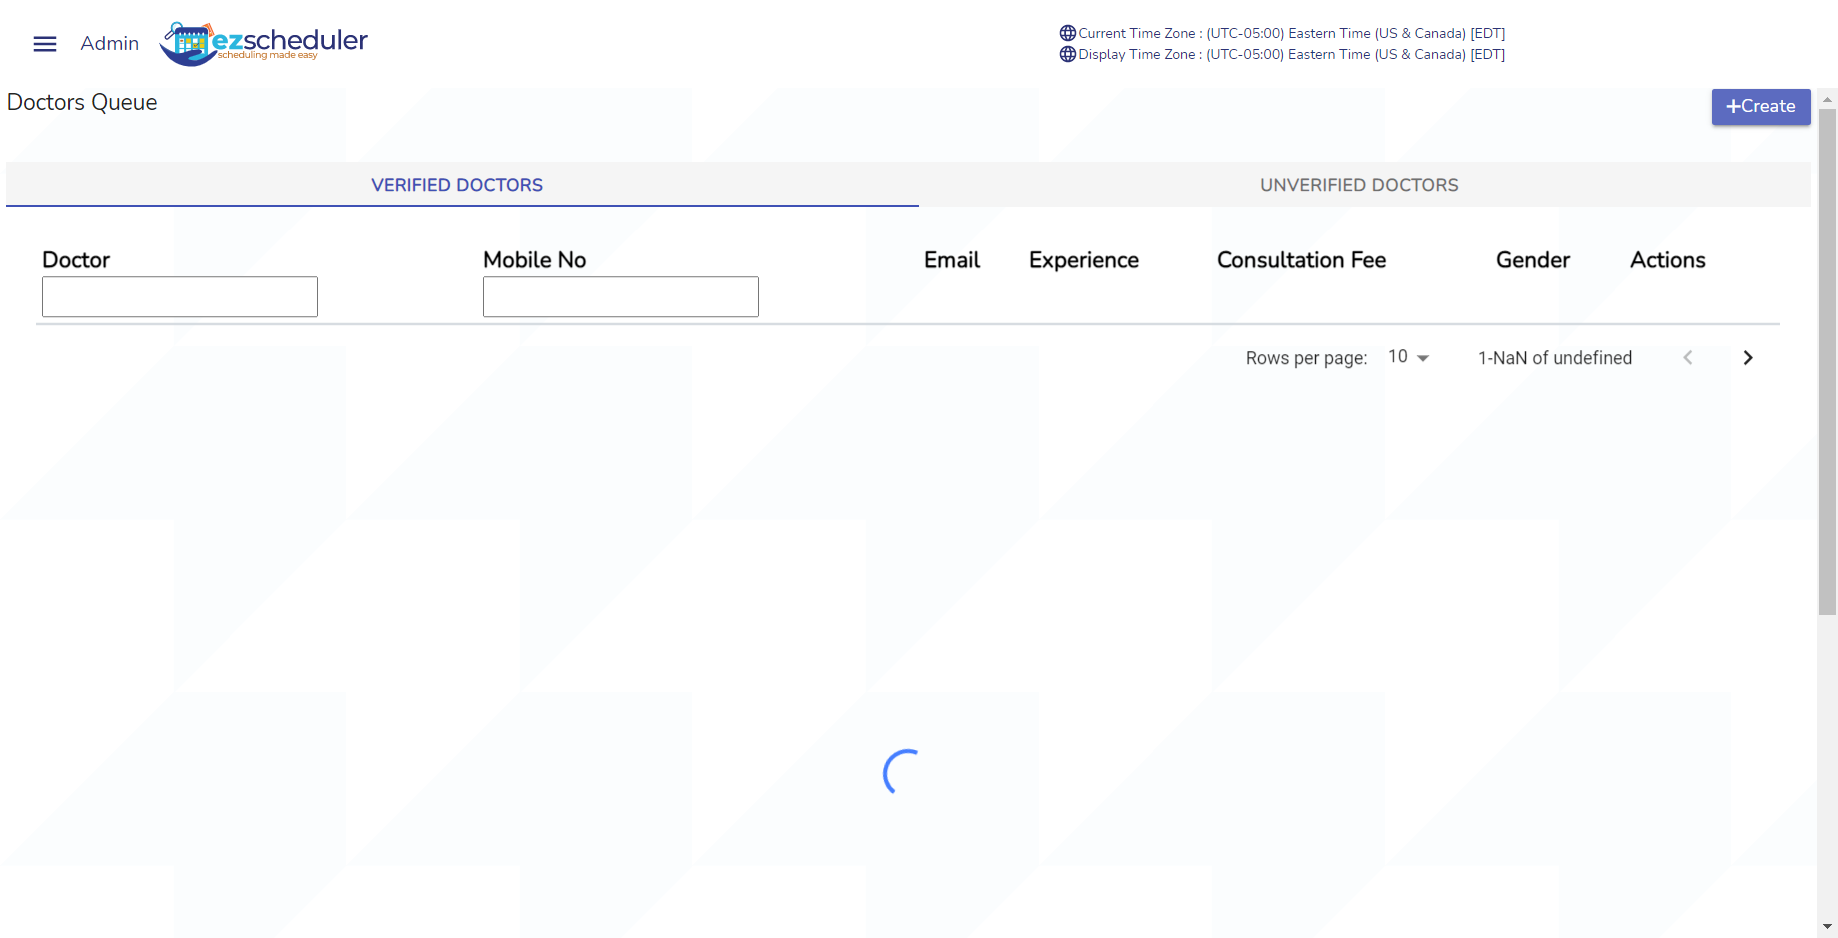 Admin
ezscheduler
scheduling made easy
Current Time Zone : (UTC-05:00) Eastern Time (US & Canada) [EDT]
Display Time Zone : (UTC-05:00) Eastern Time (US & Canada) [EDT]
Doctors Queue
+Create
VERIFIED DOCTORS
UNVERIFIED DOCTORS
Doctor
Mobile No
Email
Experience
Consultation Fee
Gender
Actions
Rows per page: 10
1-NaN of undefined